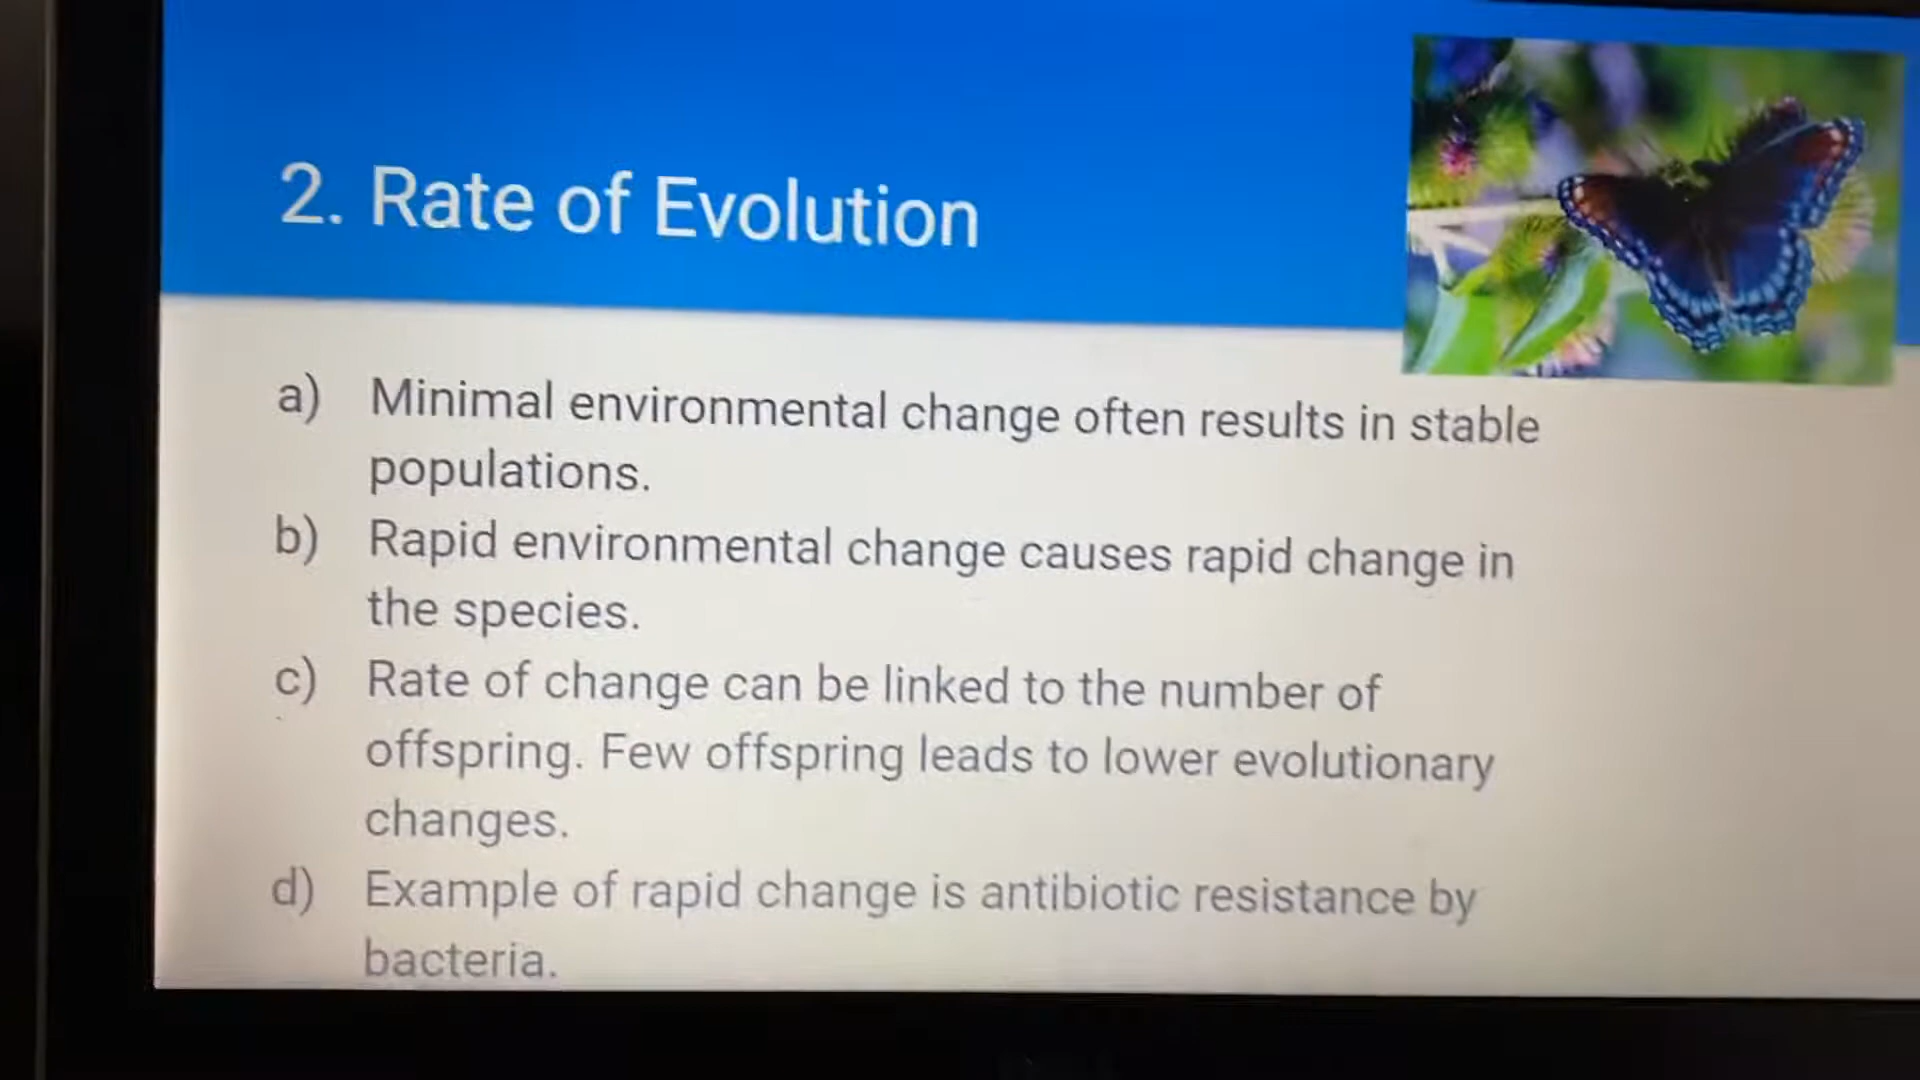 2. Rate of Evolution
a) Minimal environmental change often results in stable
populations.
b) Rapid environmental change causes rapid change in
the species.
c) Rate of change can be linked to the number of
offspring. Few offspring leads to lower evolutionary
changes.
d) Example of rapid change is antibiotic resistance by
bacteria.